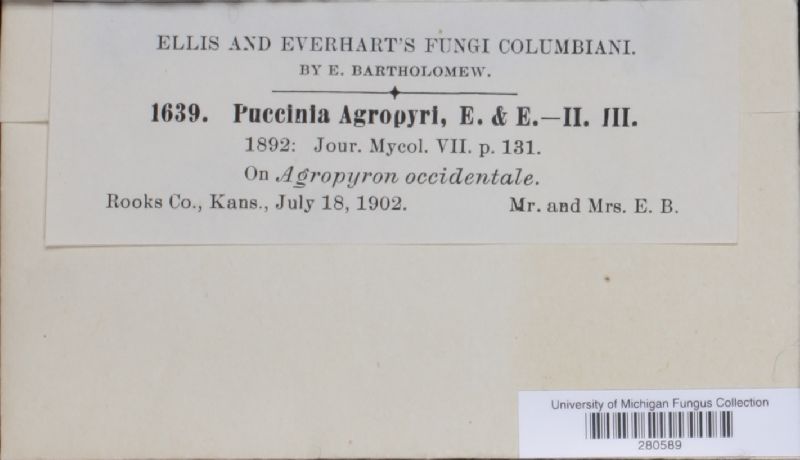 ELLIS AND EVERHART'S FUNGI COLUMBIANI.
BY E. BARTHOLOMEW.
1639. Puccinia Agropyri, E. & E.—II. III.
1892: Jour. Mycol. VII. p. 131.
On Agropyron occidentale.
Rooks Co., Kans., July 18, 1902. Mr. and Mrs. E. B.
University of Michigan Fungus Collection
280589